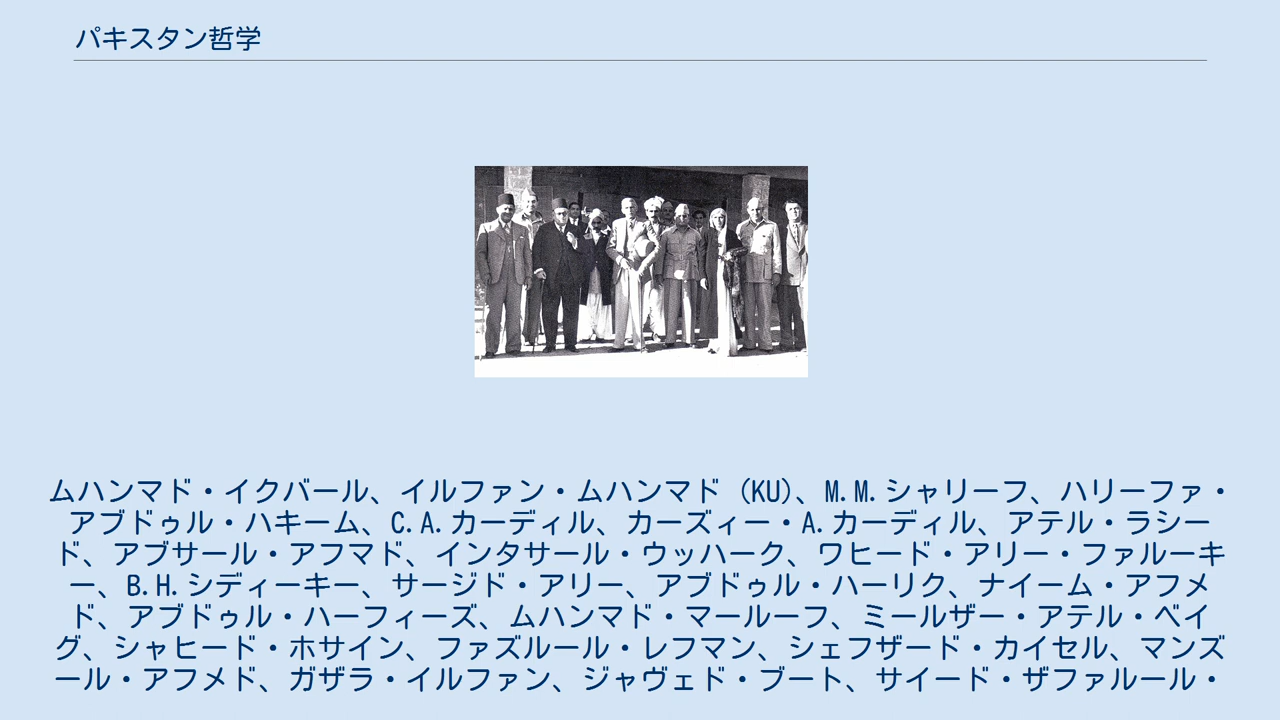 パキスタン哲学
ムハンマド・イクバール、イルファン・ムハンマド（KU）、M.M.シャリーフ、ハリーファ・
アブドゥル・ハキーム、C.A.カーディル、カーズィー・A.カーディル、アテル・ラシー
ド、アブサール・アフマド、インタサール・ウッハーク、ワヒード・アリー・ファルーキ
ー、B.H.シディーキー、サージド・アリー、アブドゥル・ハーリク、ナイーム・アフメ
ド、アブドゥル・ハーフィーズ、ムハンマド・マールーフ、ミールザー・アテル・ベイ
グ、シャヒード・ホサイン、ファズルール・レフマン、シェフザード・カイセル、マンズ
ール・アフメド、ガザラ・イルファン、ジャヴェド・ブート、サイード・ザファルール・